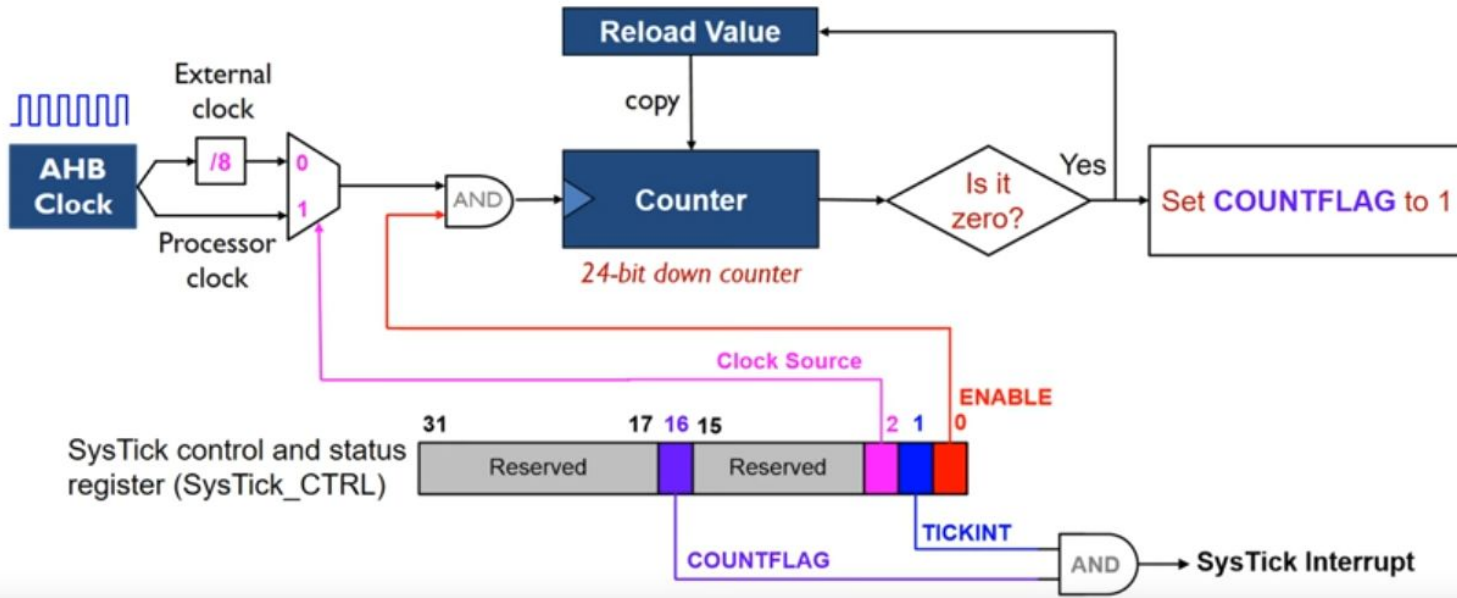 Reload Value
External
clock
copy
AHB
Clock
/8
0
1
Processor
clock
AND
Counter
24-bit down counter
Is it
zero?
Yes
Set COUNTFLAG to 1
Clock Source
ENABLE
31 17 16 15 2 1 0
SysTick control and status
register (SysTick_CTRL)
Reserved
Reserved
TICKINT
COUNTFLAG
AND
SysTick Interrupt